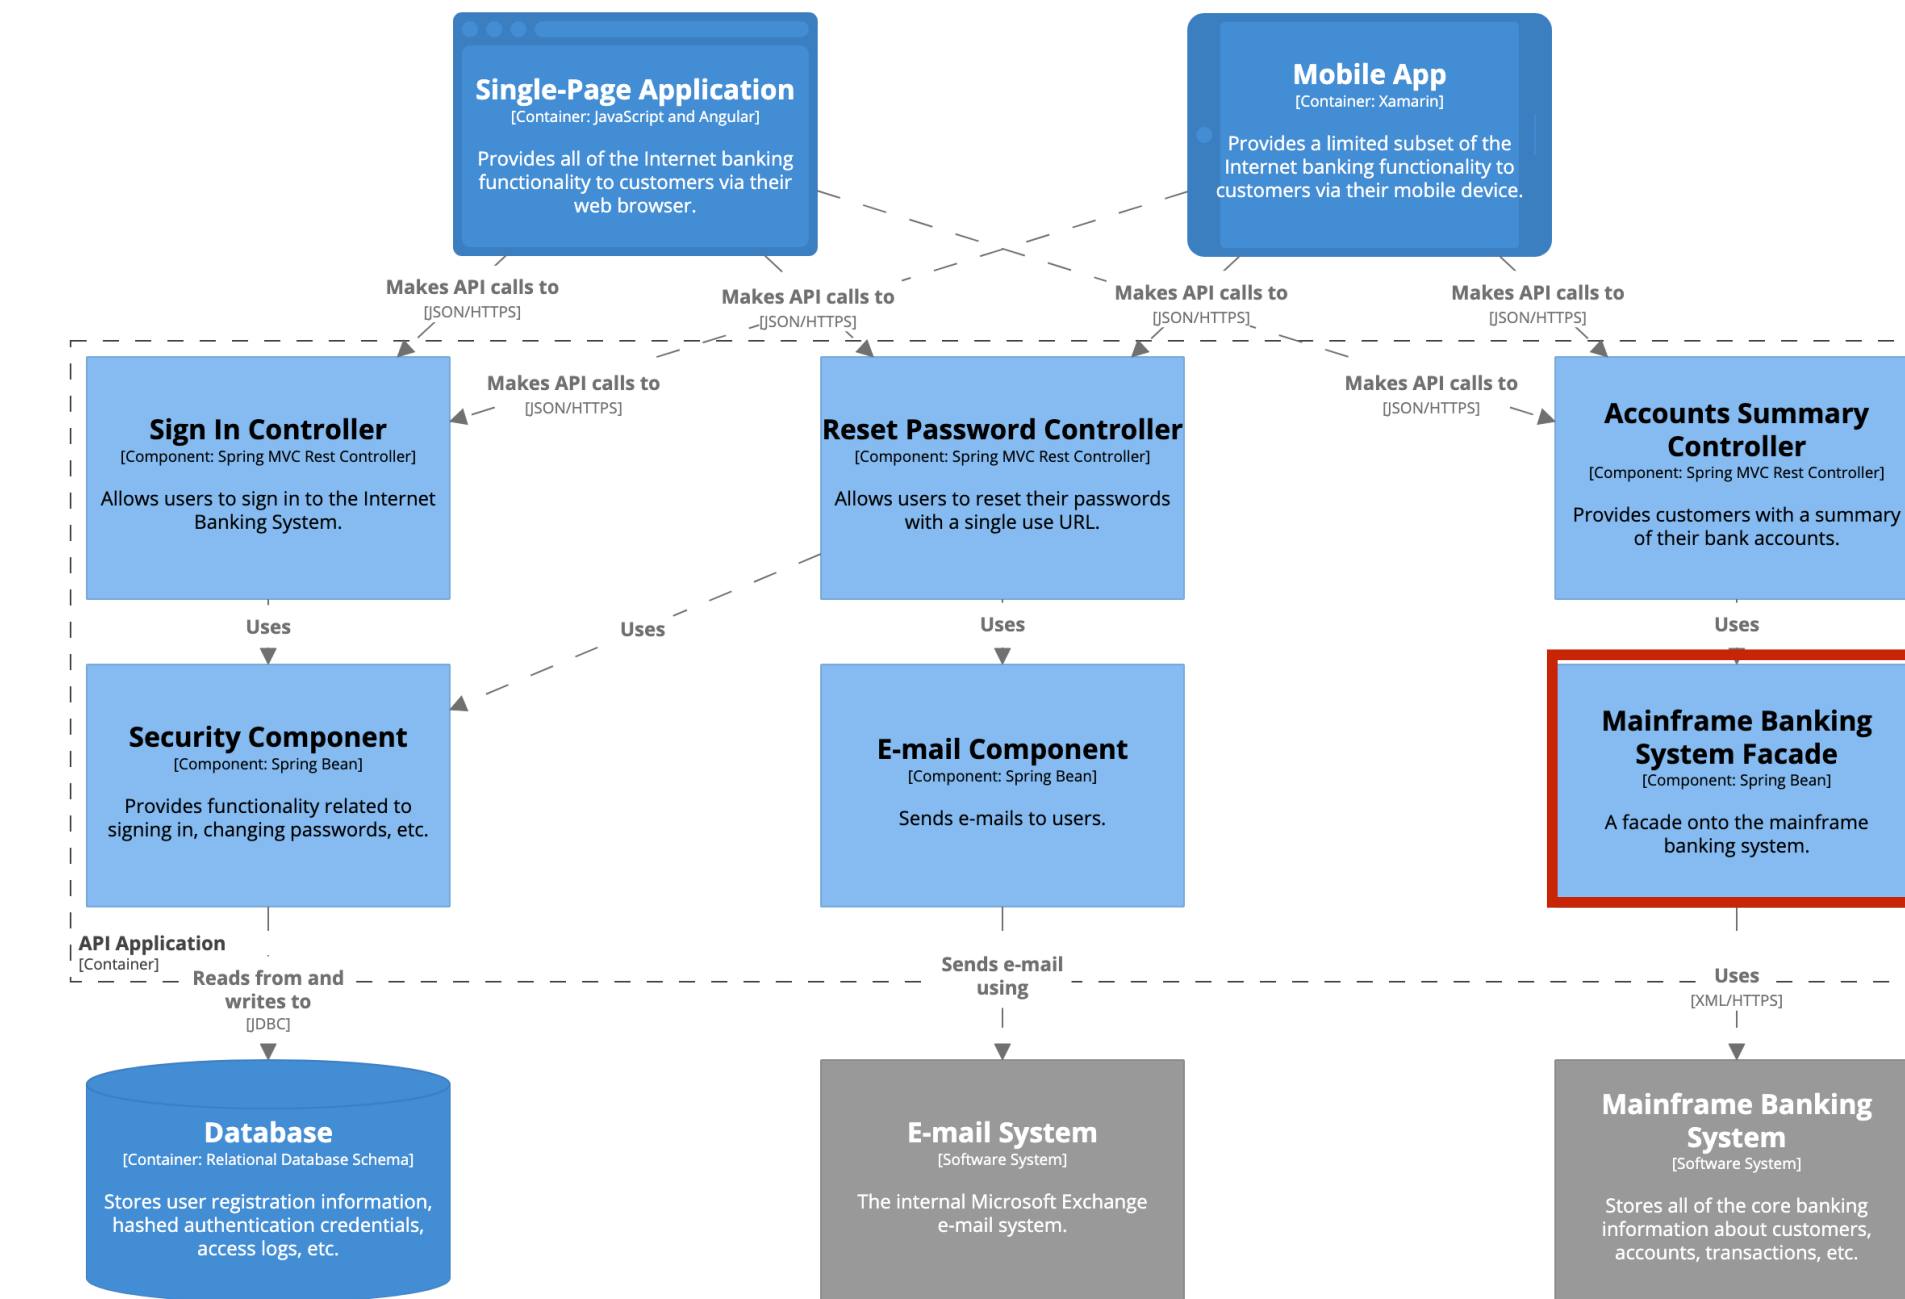 Single-Page Application
[Container: JavaScript and Angular]
Provides all of the Internet banking
functionality to customers via their
web browser.
Mobile App
[Container: Xamarin]
Provides a limited subset of the
Internet banking functionality to
customers via their mobile device.
Makes API calls to
[JSON/HTTPS]
Makes API calls to
[JSON/HTTPS]
Makes API calls to
[JSON/HTTPS]
Makes API calls to
[JSON/HTTPS]
Makes API calls to
[JSON/HTTPS]
Makes API calls to
[JSON/HTTPS]
Sign In Controller
[Component: Spring MVC Rest Controller]
Allows users to sign in to the Internet
Banking System.
Reset Password Controller
[Component: Spring MVC Rest Controller]
Allows users to reset their passwords
with a single use URL.
Accounts Summary
Controller
[Component: Spring MVC Rest Controller]
Provides customers with a summary
of their bank accounts.
Uses
Uses
Uses
Uses
Security Component
[Component: Spring Bean]
Provides functionality related to
signing in, changing passwords, etc.
E-mail Component
[Component: Spring Bean]
Sends e-mails to users.
Mainframe Banking
System Facade
[Component: Spring Bean]
A facade onto the mainframe
banking system.
API Application
[Container]
Reads from and
writes to
[JDBC]
Sends e-mail
using
Uses
[XML/HTTPS]
Database
[Container: Relational Database Schema]
Stores user registration information,
hashed authentication credentials,
access logs, etc.
E-mail System
[Software System]
The internal Microsoft Exchange
e-mail system.
Mainframe Banking
System
[Software System]
Stores all of the core banking
information about customers,
accounts, transactions, etc.